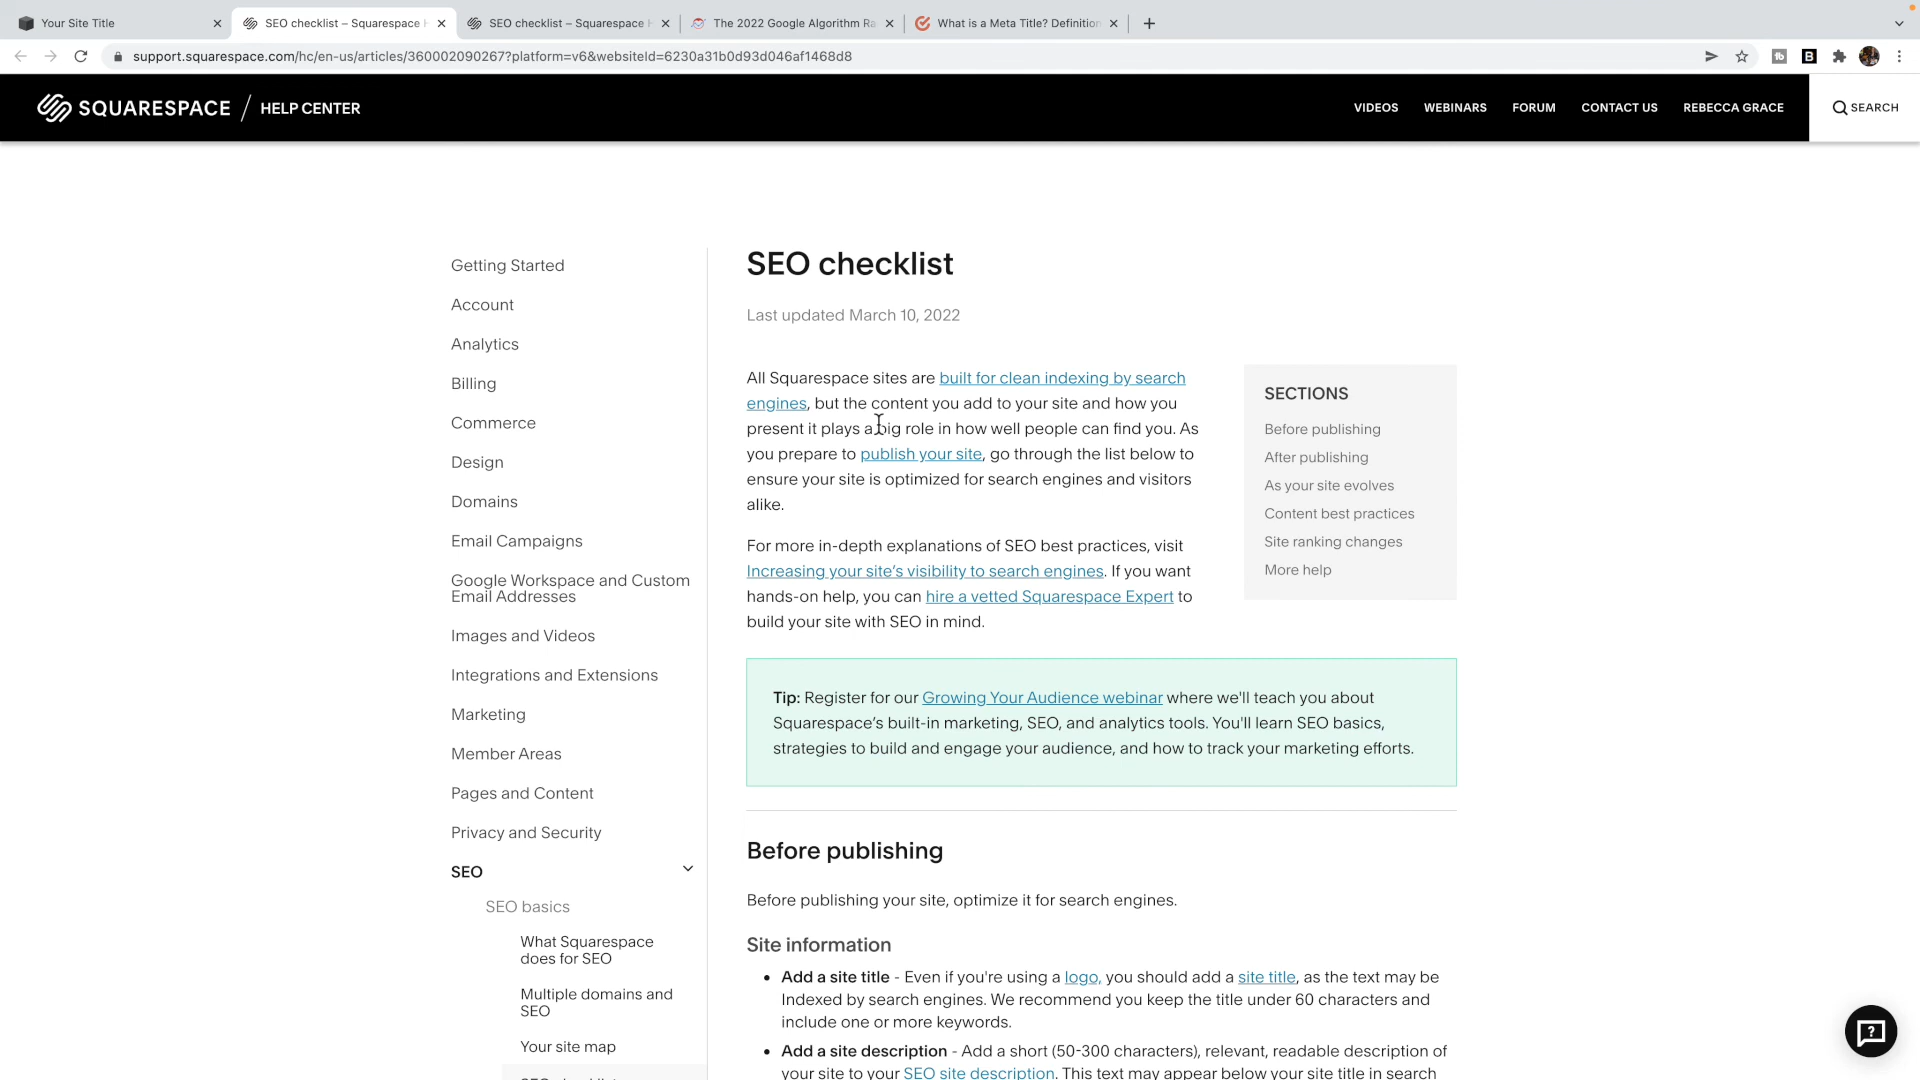 Your Site Title
SEO checklist – Squarespace H
SEO checklist – Squarespace H
The 2022 Google Algorithm Ra
What is a Meta Title? Definition
support.squarespace.com/hc/en-us/articles/360002090267?platform=v6&websiteId=6230a31b0d93d046af1468d8
SQUARESPACE / HELP CENTER
VIDEOS
WEBINARS
FORUM
CONTACT US
REBECCA GRACE
SEARCH
Getting Started
Account
Analytics
Billing
Commerce
Design
Domains
Email Campaigns
Google Workspace and Custom
Email Addresses
Images and Videos
Integrations and Extensions
Marketing
Member Areas
Pages and Content
Privacy and Security
SEO
SEO basics
What Squarespace
does for SEO
Multiple domains and
SEO
Your site map
SEO checklist
SEO checklist
Last updated March 10, 2022
All Squarespace sites are built for clean indexing by search
engines, but the content you add to your site and how you
present it plays a big role in how well people can find you. As
you prepare to publish your site, go through the list below to
ensure your site is optimized for search engines and visitors
alike.
For more in-depth explanations of SEO best practices, visit
Increasing your site's visibility to search engines. If you want
hands-on help, you can hire a vetted Squarespace Expert to
build your site with SEO in mind.
SECTIONS
Before publishing
After publishing
As your site evolves
Content best practices
Site ranking changes
More help
Tip: Register for our Growing Your Audience webinar where we'll teach you about
Squarespace's built-in marketing, SEO, and analytics tools. You'll learn SEO basics,
strategies to build and engage your audience, and how to track your marketing efforts.
Before publishing
Before publishing your site, optimize it for search engines.
Site information
• Add a site title - Even if you're using a logo, you should add a site title, as the text may be
Indexed by search engines. We recommend you keep the title under 60 characters and
include one or more keywords.
• Add a site description - Add a short (50-300 characters), relevant, readable description of
your site to your SEO site description. This text may appear below your site title in search